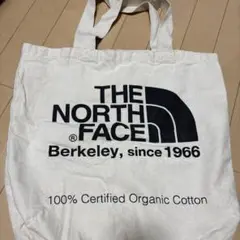 THE
NORTH
®FACE
Berkeley, since 1966
100% Certified Organic Cotton